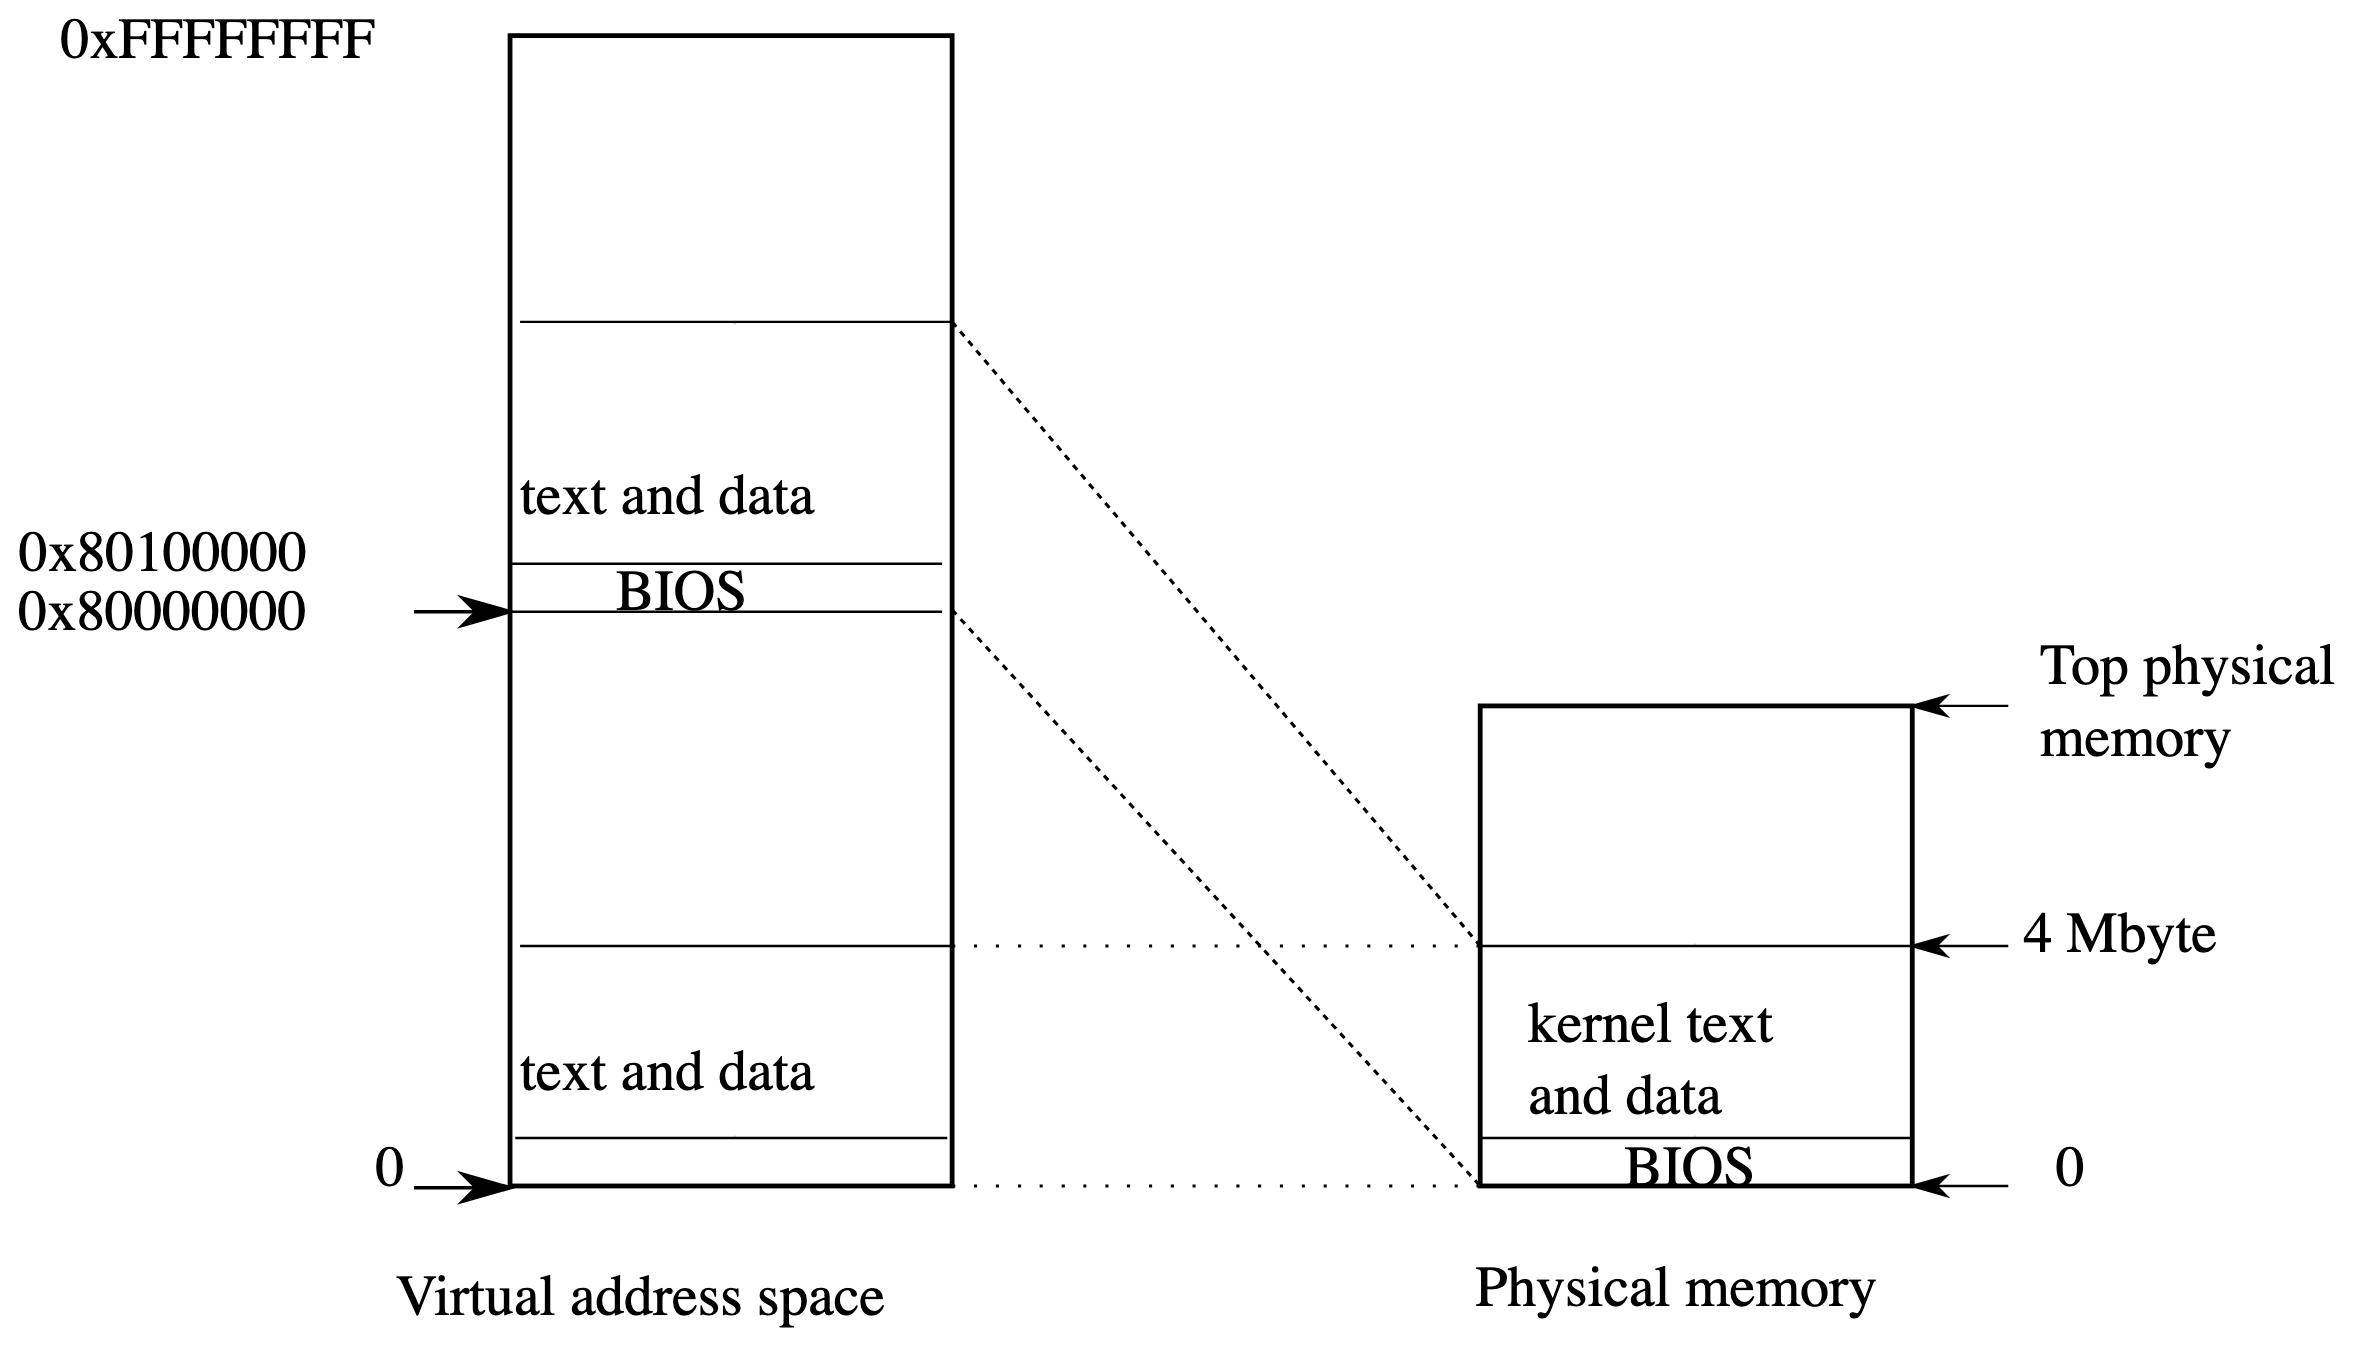 0xFFFFFFFF
text and data
0x80100000
BIOS
0x80000000
Top physical
memory
4 Mbyte
kernel text
and data
text and data
0
BIOS
0
Virtual address space
Physical memory